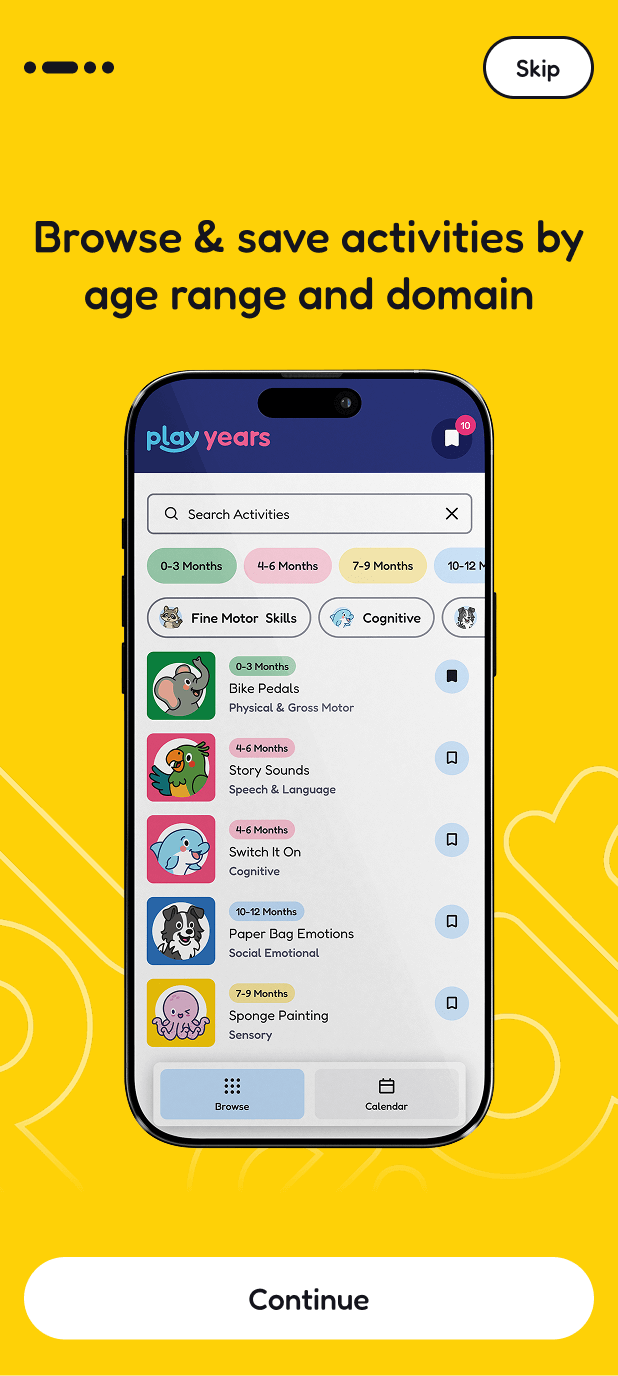 Skip
Browse & save activities by
age range and domain
play years
10
Search Activities
0-3 Months 4-6 Months 7-9 Months 10-12 M
Fine Motor Skills Cognitive
0-3 Months
Bike Pedals
Physical & Gross Motor
4-6 Months
Story Sounds
Speech & Language
4-6 Months
Switch It On
Cognitive
10-12 Months
Paper Bag Emotions
Social Emotional
7-9 Months
Sponge Painting
Sensory
Browse Calendar
Continue